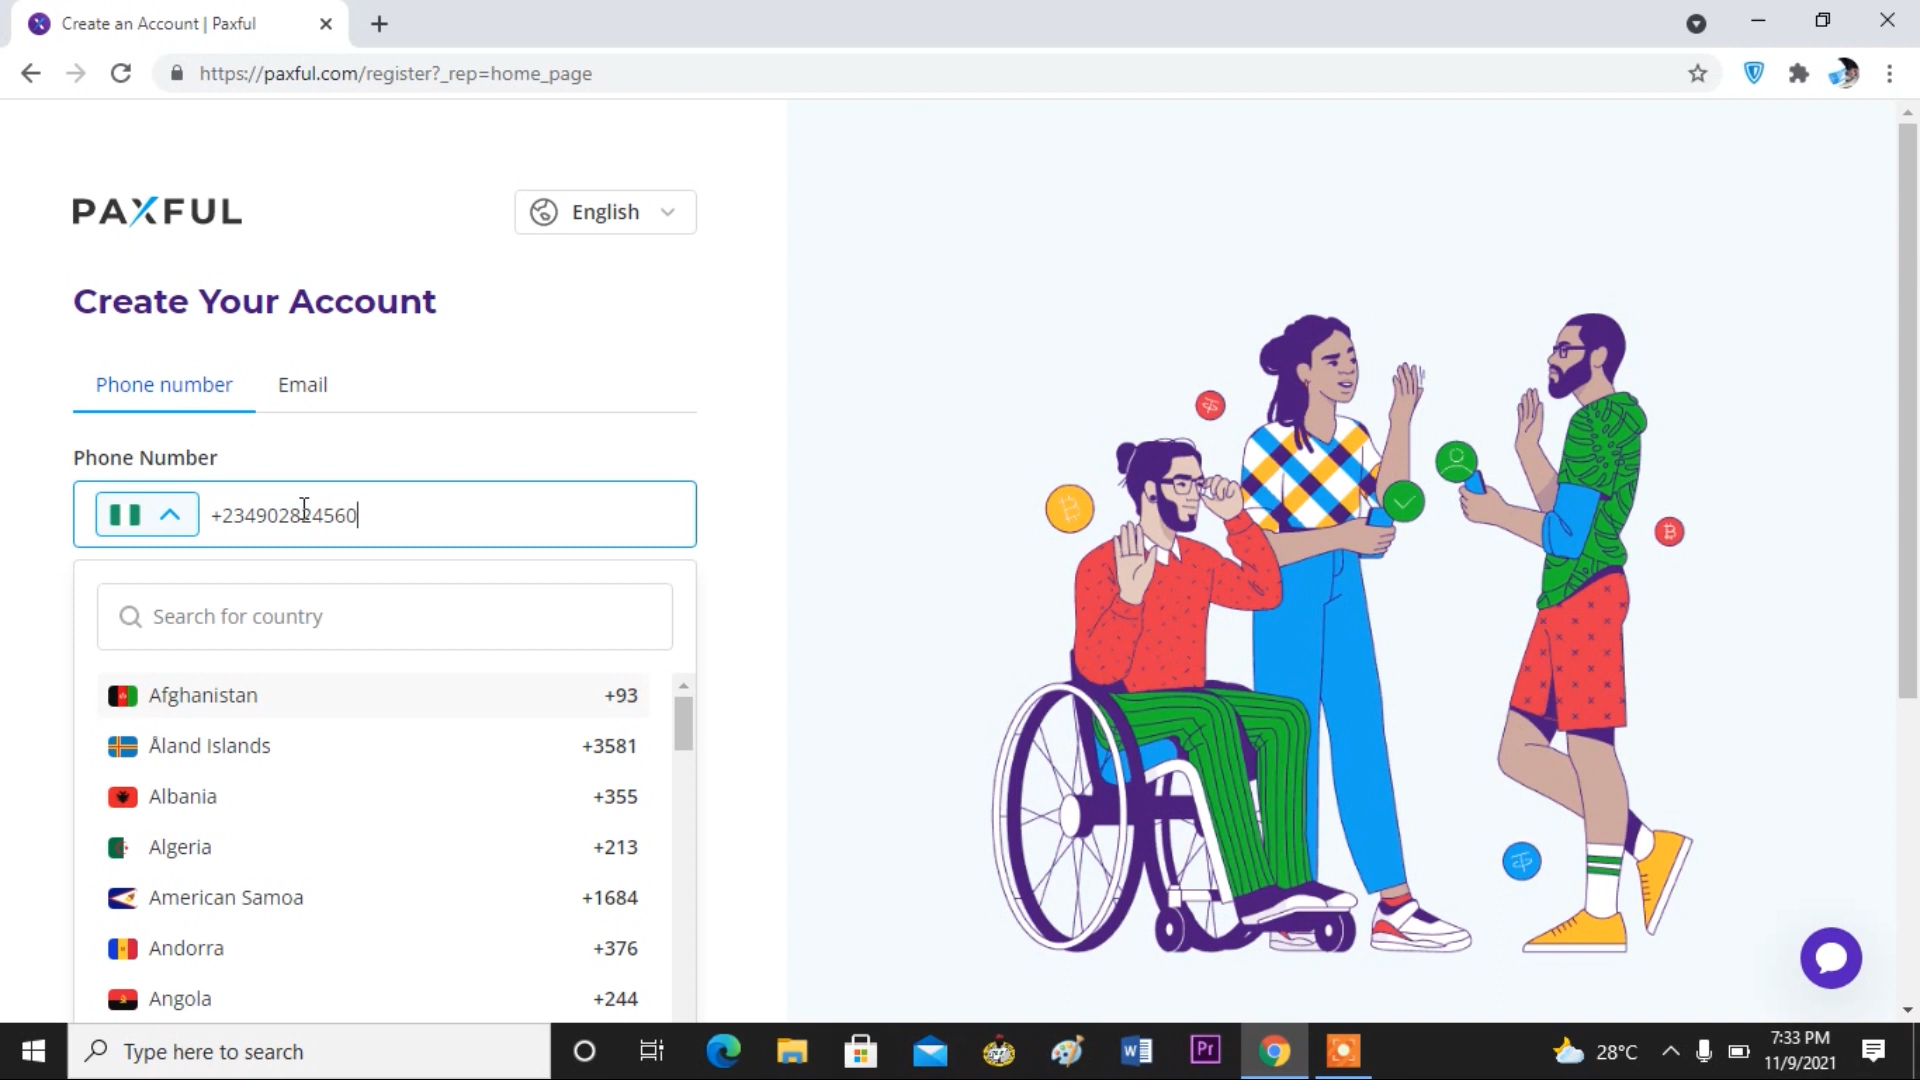 Create an Account | Paxful
https://paxful.com/register?_rep=home_page
PAXFUL
English
Create Your Account
Phone number
Email
Phone Number
+234902824560
Search for country
Afghanistan +93
Åland Islands +3581
Albania +355
Algeria +213
American Samoa +1684
Andorra +376
Angola +244
Type here to search
28°C
7:33 PM
11/9/2021